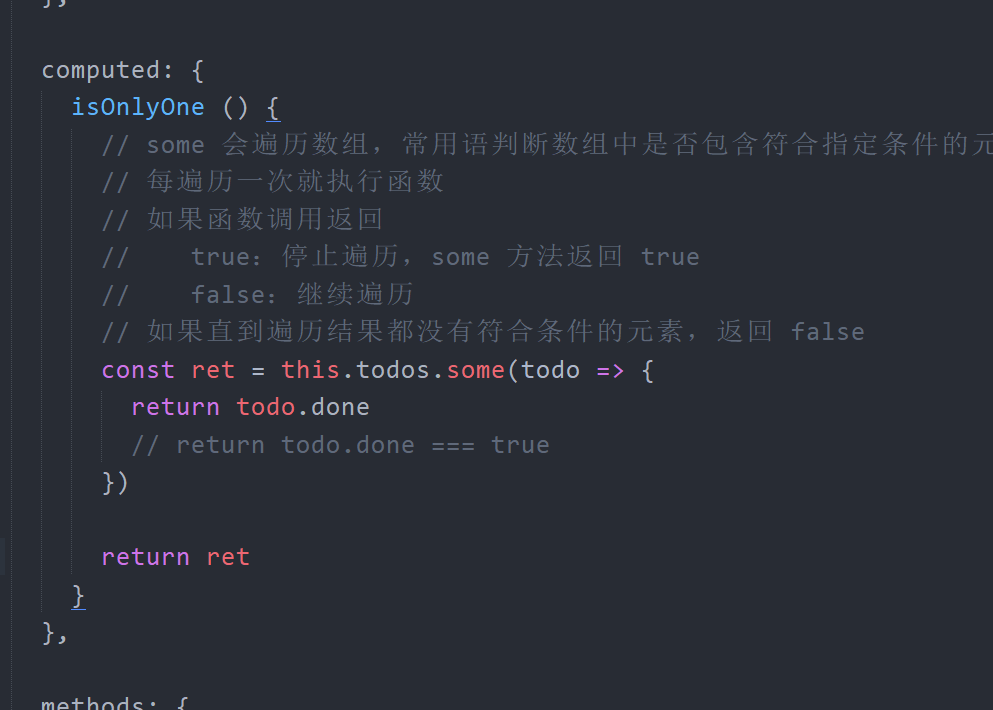 },
computed: {
isOnlyOne () {
// some 会遍历数组，常用语判断数组中是否包含符合指定条件的元
// 每遍历一次就执行函数
// 如果函数调用返回
// true：停止遍历，some 方法返回 true
// false：继续遍历
// 如果直到遍历结果都没有符合条件的元素，返回 false
const ret = this.todos.some(todo => {
return todo.done
// return todo.done === true
})
return ret
}
},
methods: {